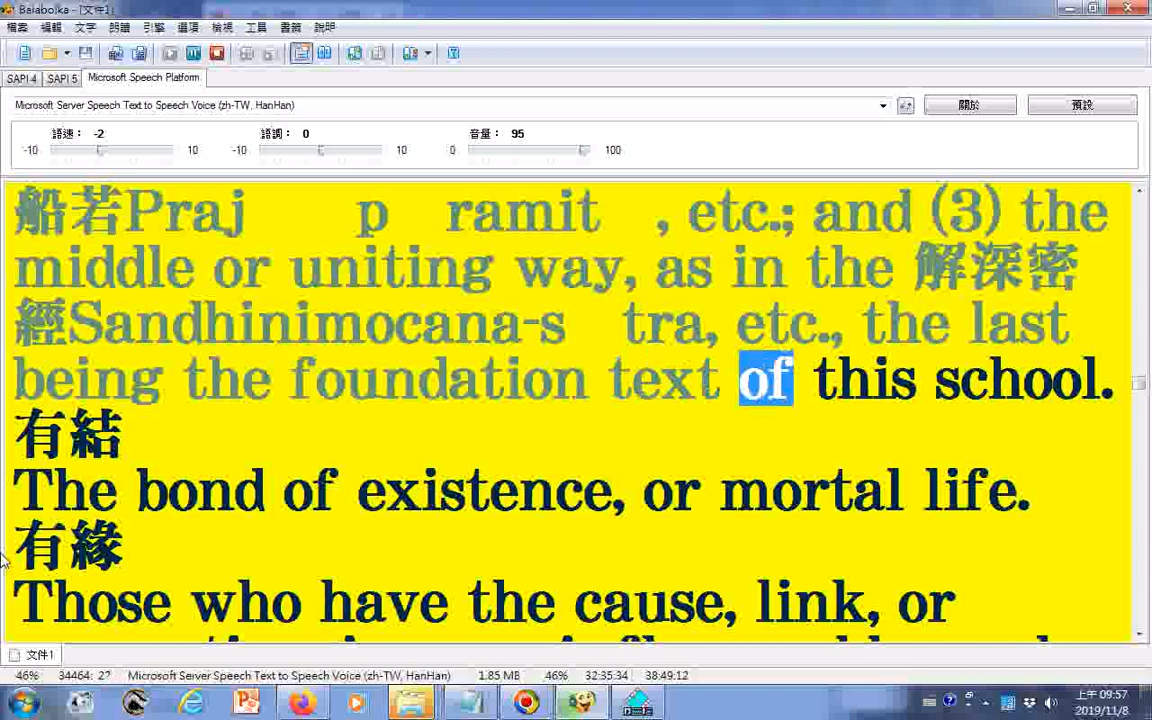 Balabolka - [文件1]
檔案 編輯 文字 朗讀 引擎 選項 檢視 工具 書籤 說明
SAPI 4 SAPI 5 Microsoft Speech Platform
Microsoft Server Speech Text to Speech Voice (zh-TW, HanHan)
關於 預設
語速: -2 語調: 0 音量: 95
-10 10 -10 10 0 100
船若Praj p ramit , etc.; and (3) the
middle or uniting way, as in the 解深密
經Sandhinimocana-s tra, etc., the last
being the foundation text of this school.
有結
The bond of existence, or mortal life.
有緣
Those who have the cause, link, or
文件1
46% 34464: 27 Microsoft Server Speech Text to Speech Voice (zh-TW, HanHan) 1.85 MB 46% 32:35:34 38:49:12
上午 09:57
2019/11/8